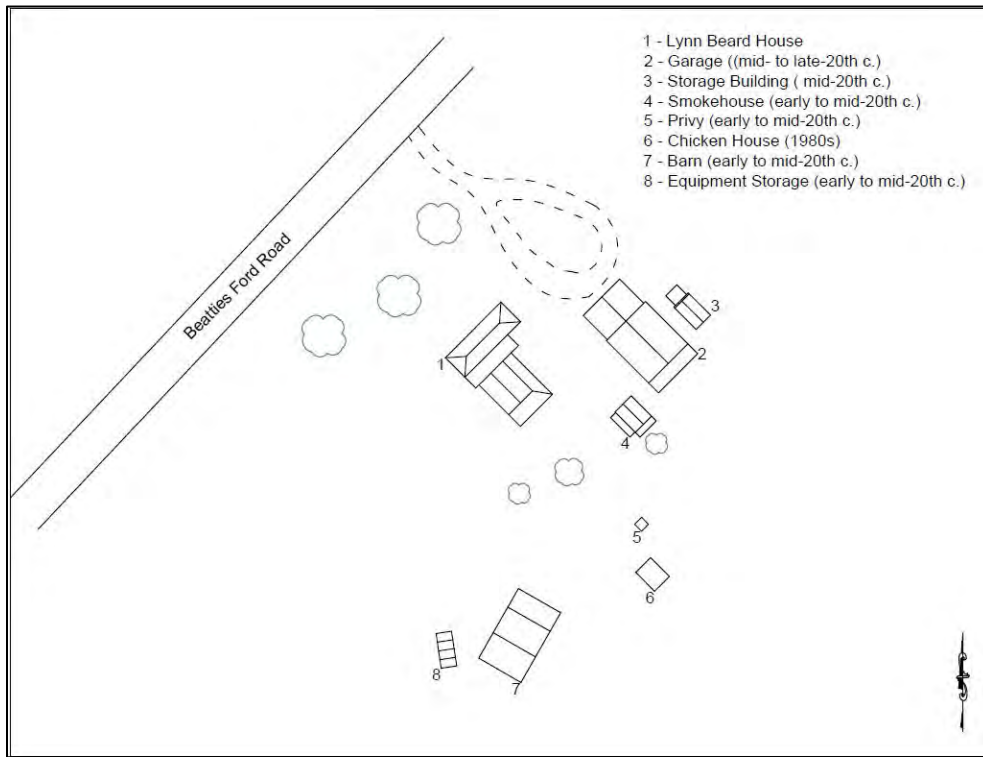 1 - Lynn Beard House
2 - Garage ((mid- to late-20th c.)
3 - Storage Building ( mid-20th c.)
4 - Smokehouse (early to mid-20th c.)
5 - Privy (early to mid-20th c.)
6 - Chicken House (1980s)
7 - Barn (early to mid-20th c.)
8 - Equipment Storage (early to mid-20th c.)
Beatties Ford Road
3
1
2
4
5
6
8
7